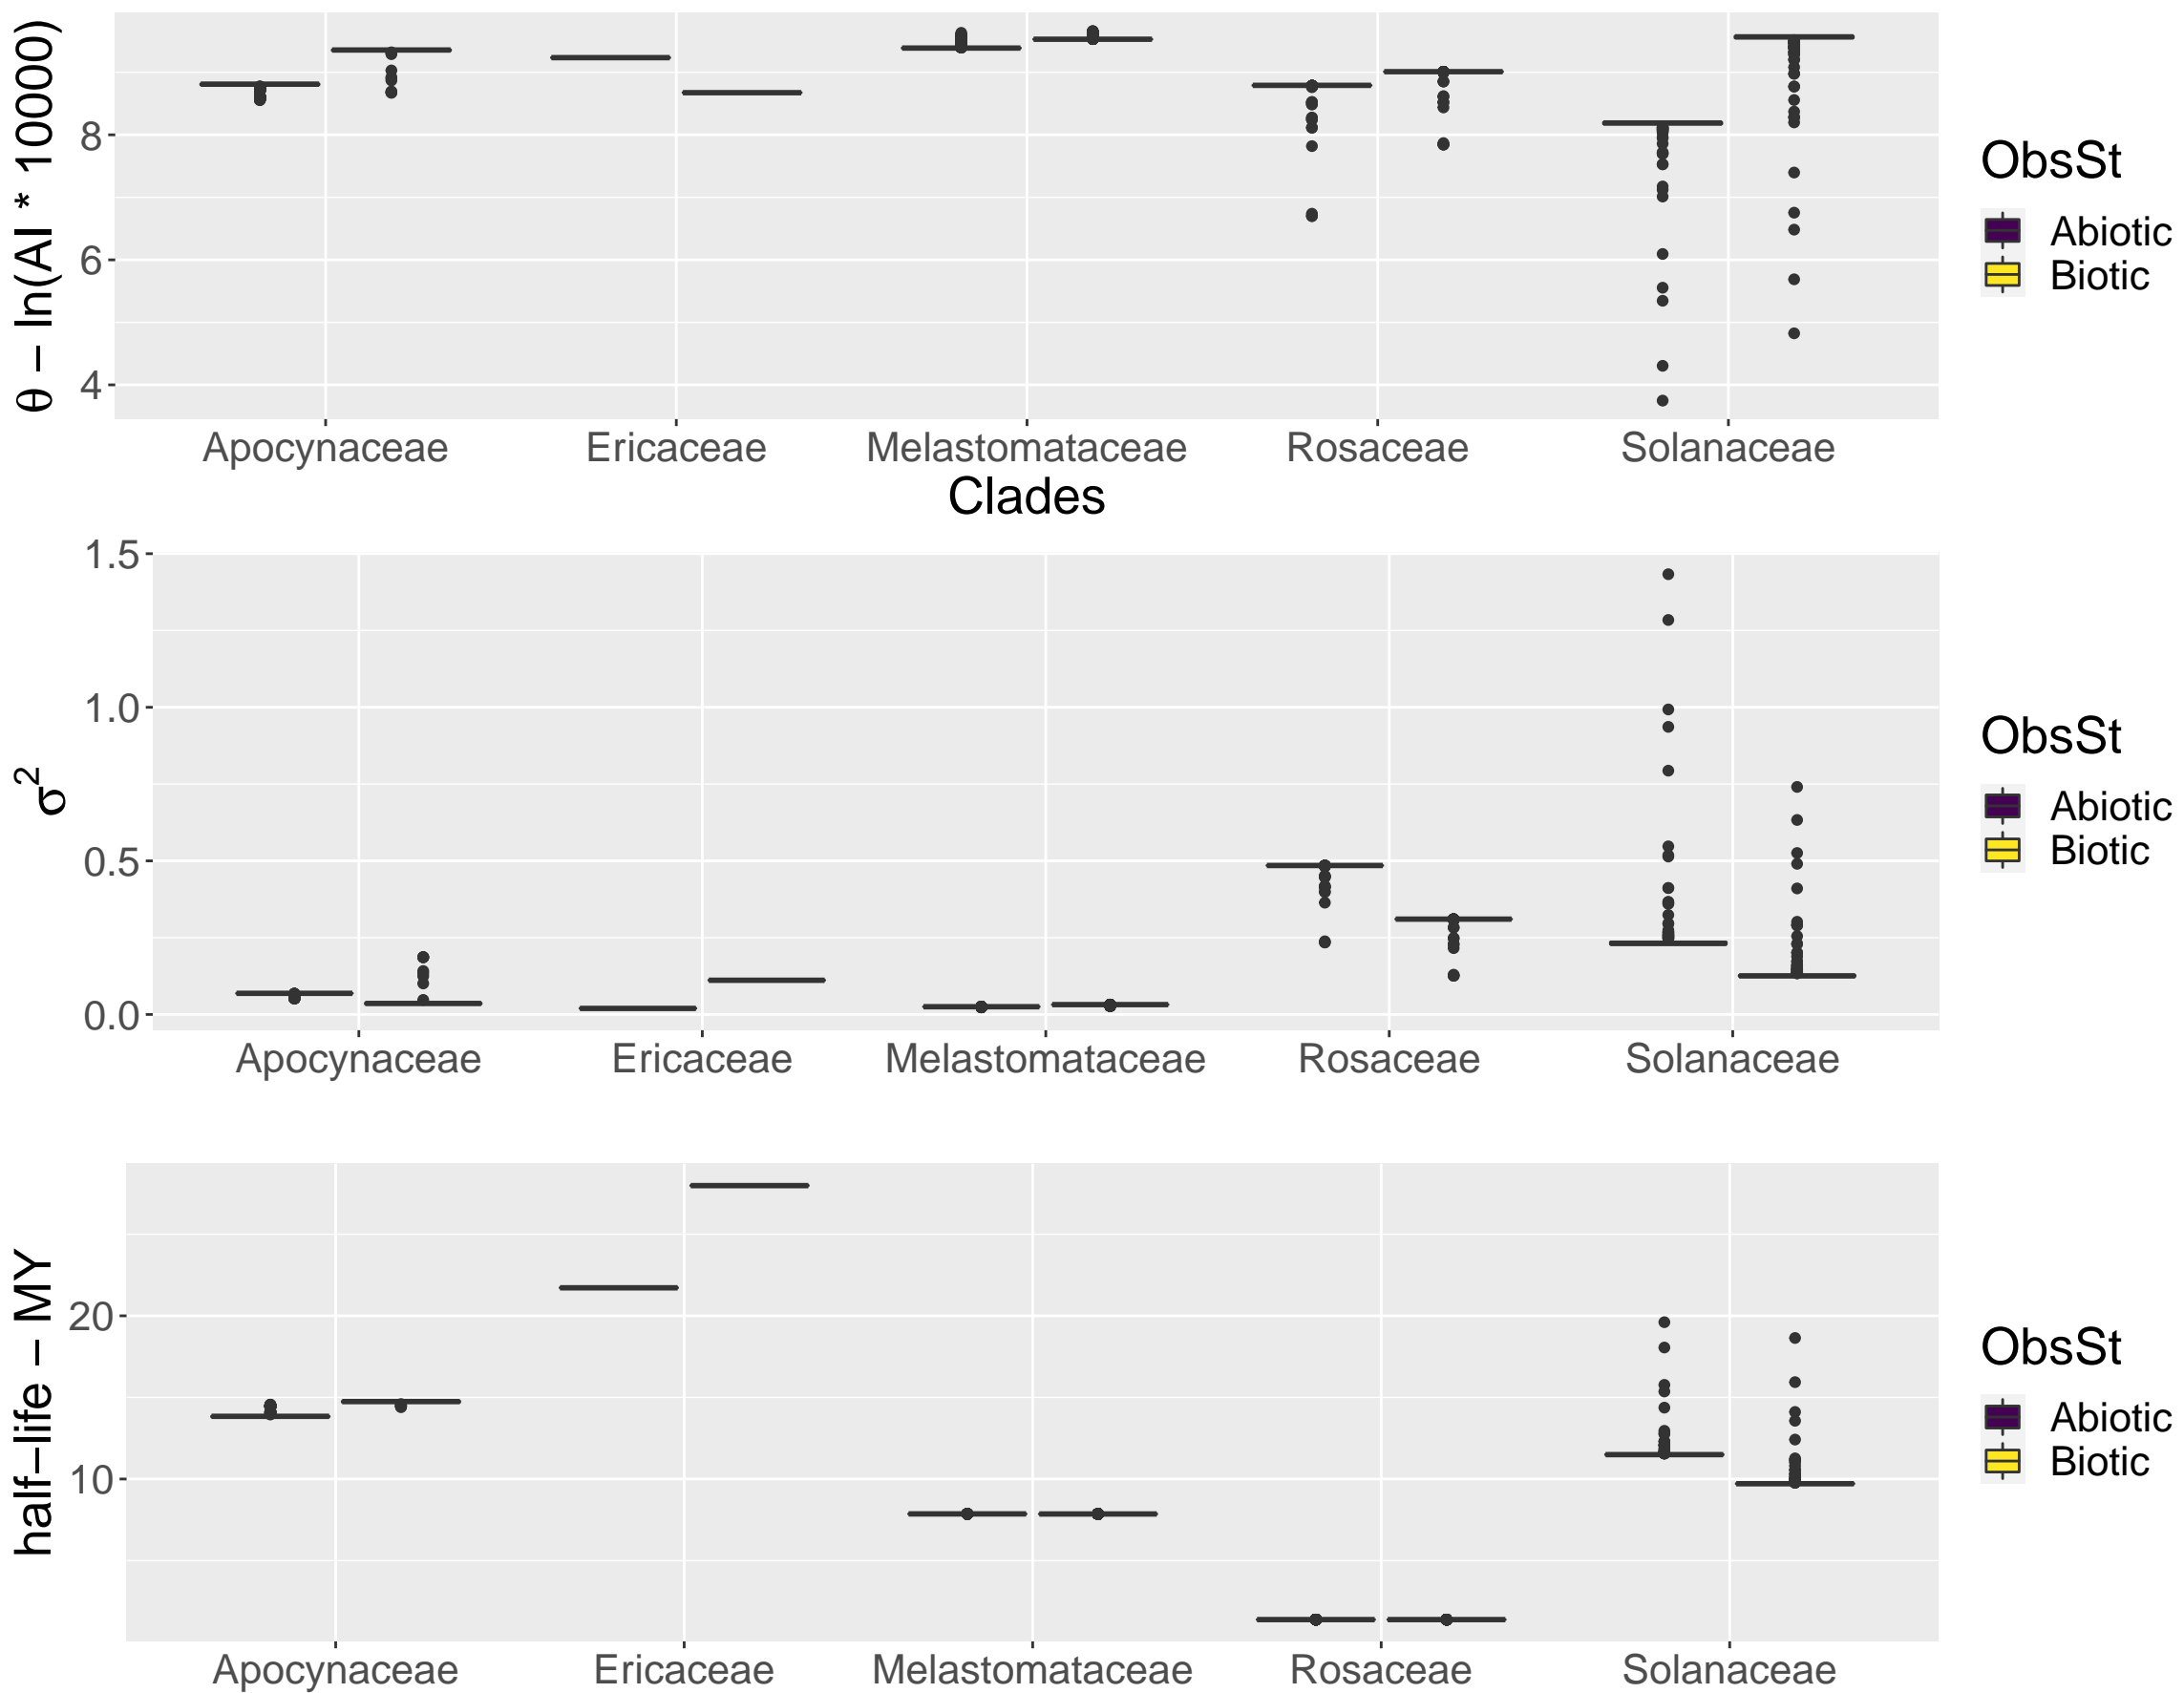 θ − ln(AI * 10000)
8
6
4
Apocynaceae Ericaceae Melastomataceae Rosaceae Solanaceae
Clades
ObsSt
Abiotic
Biotic
σ²
1.5
1.0
0.5
0.0
Apocynaceae Ericaceae Melastomataceae Rosaceae Solanaceae
ObsSt
Abiotic
Biotic
half−life − MY
20
10
Apocynaceae Ericaceae Melastomataceae Rosaceae Solanaceae
ObsSt
Abiotic
Biotic